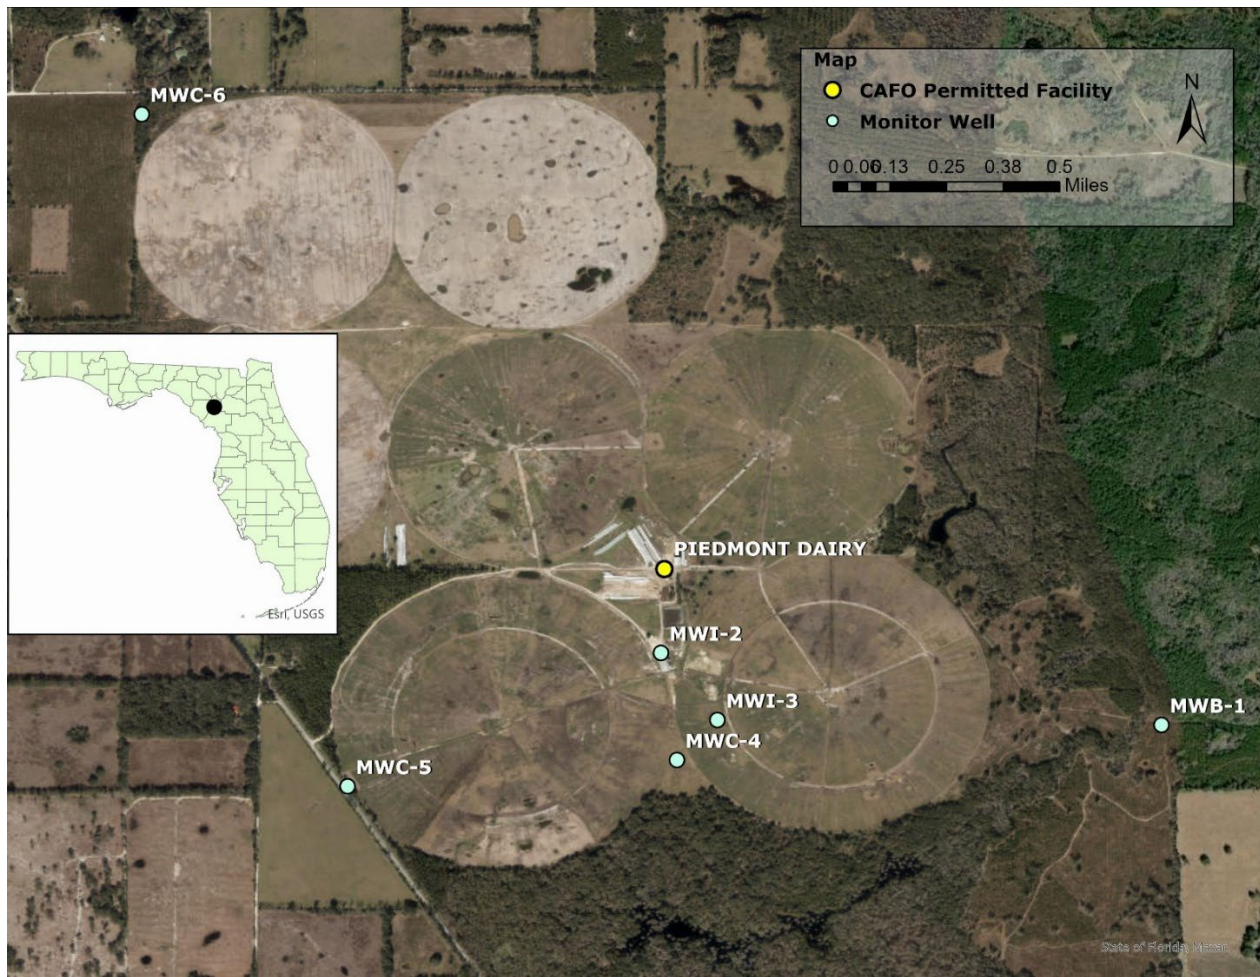 MWC-6
Map
N
CAFO Permitted Facility
Monitor Well
0 0.06 0.13 0.25 0.38 0.5
Miles
Esri, USGS
PIEDMONT DAIRY
MWI-2
MWI-3
MWB-1
MWC-4
MWC-5
State of Florida, Maxar